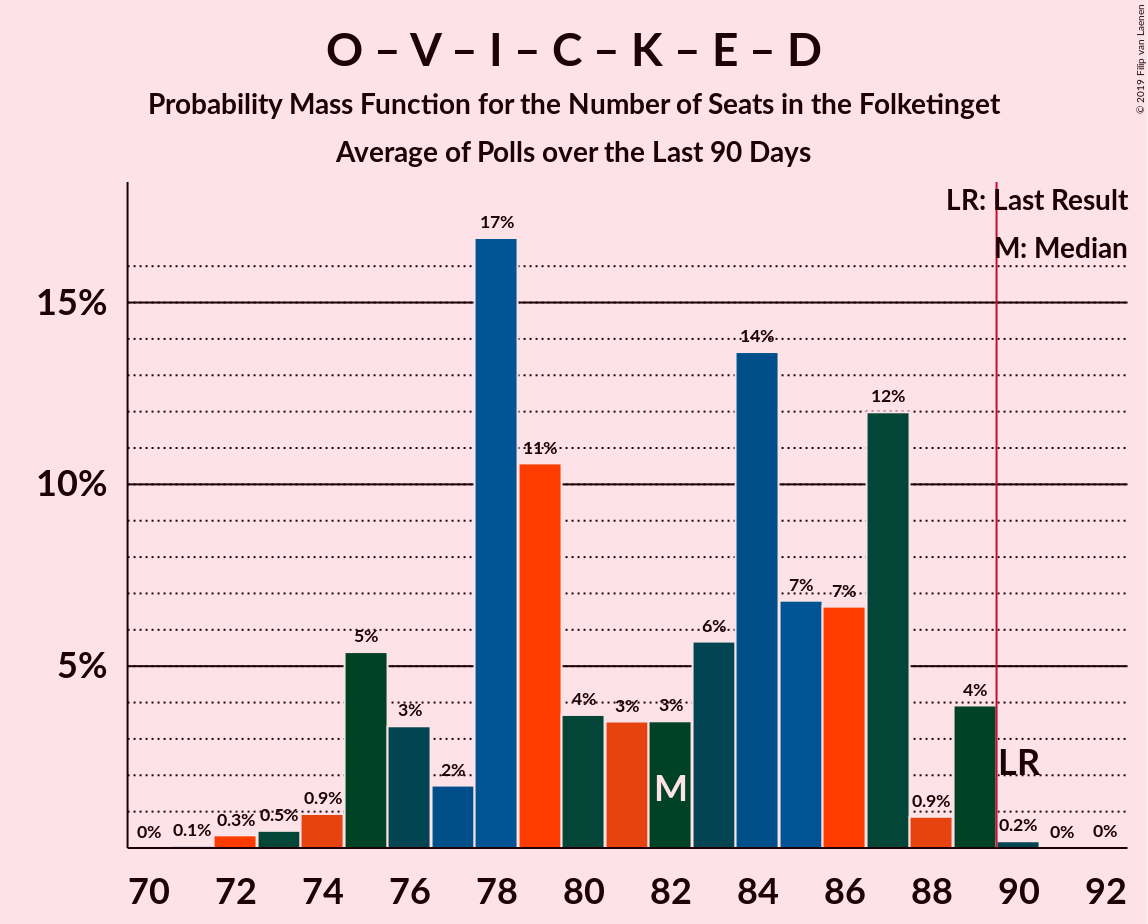 O – V – I – C – K – E – D
Probability Mass Function for the Number of Seats in the Folketinget
Average of Polls over the Last 90 Days
© 2019 Filip van Laenen
LR: Last Result
M: Median
15%
10%
5%
0%
0.1%
0.3%
0.5%
0.9%
5%
3%
2%
17%
11%
4%
3%
3%
6%
14%
7%
7%
12%
0.9%
4%
0.2%
0%
0%
M
LR
70 72 74 76 78 80 82 84 86 88 90 92